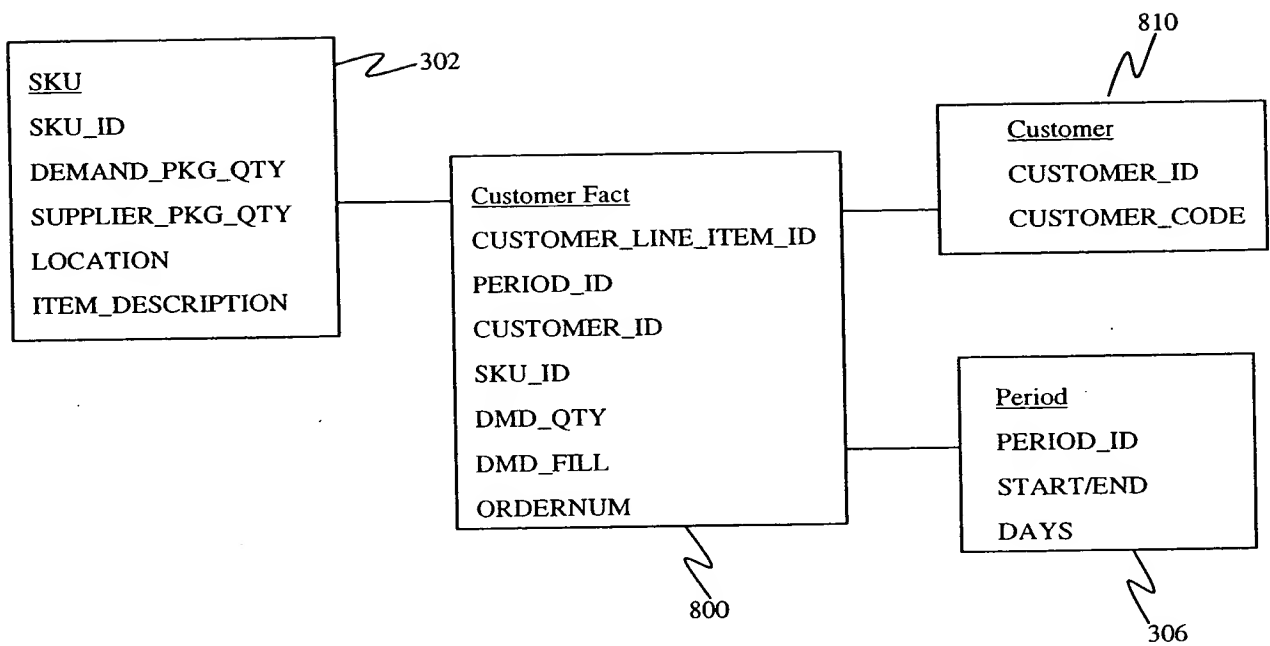 SKU
SKU_ID
DEMAND_PKG_QTY
SUPPLIER_PKG_QTY
LOCATION
ITEM_DESCRIPTION
302
Customer Fact
CUSTOMER_LINE_ITEM_ID
PERIOD_ID
CUSTOMER_ID
SKU_ID
DMD_QTY
DMD_FILL
ORDERNUM
800
810
Customer
CUSTOMER_ID
CUSTOMER_CODE
Period
PERIOD_ID
START/END
DAYS
306